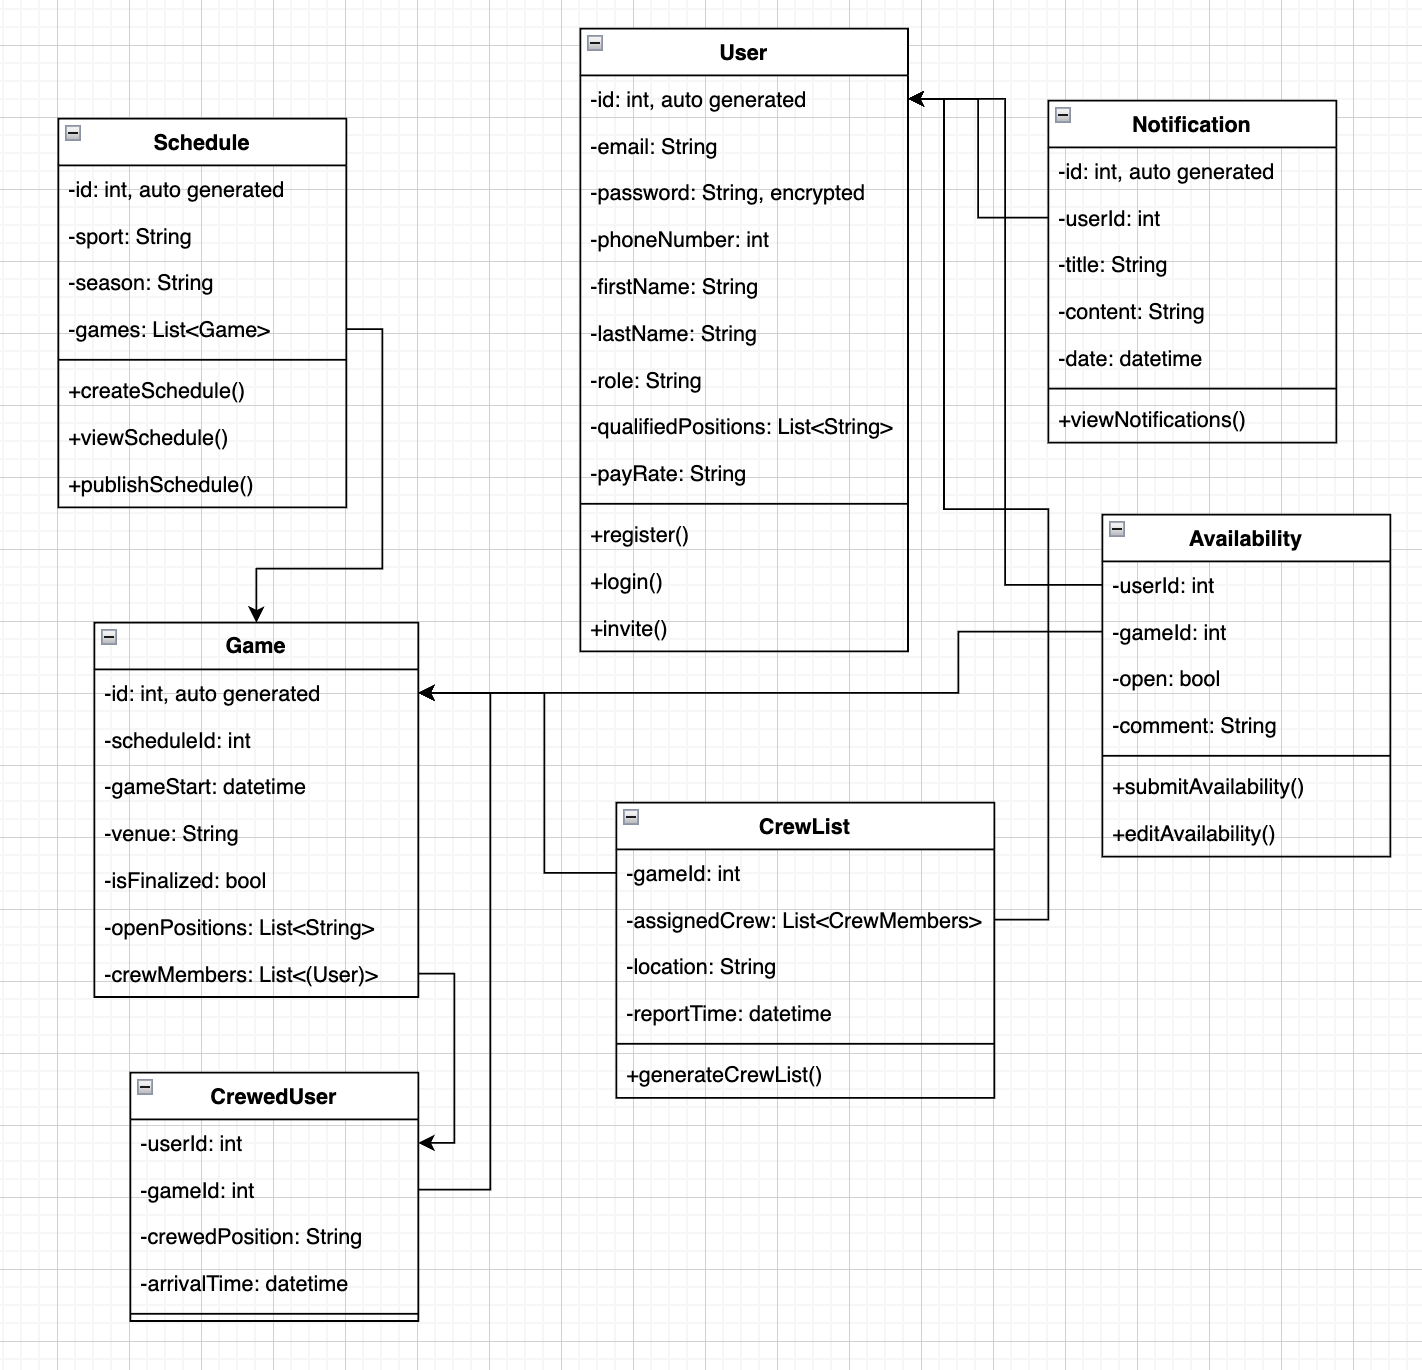 User
-id: int, auto generated
-email: String
-password: String, encrypted
-phoneNumber: int
-firstName: String
-lastName: String
-role: String
-qualifiedPositions: List<String>
-payRate: String
+register()
+login()
+invite()
Notification
-id: int, auto generated
-userId: int
-title: String
-content: String
-date: datetime
+viewNotifications()
Schedule
-id: int, auto generated
-sport: String
-season: String
-games: List<Game>
+createSchedule()
+viewSchedule()
+publishSchedule()
Availability
-userId: int
-gameId: int
-open: bool
-comment: String
+submitAvailability()
+editAvailability()
Game
-id: int, auto generated
-scheduleId: int
-gameStart: datetime
-venue: String
-isFinalized: bool
-openPositions: List<String>
-crewMembers: List<(User)>
CrewList
-gameId: int
-assignedCrew: List<CrewMembers>
-location: String
-reportTime: datetime
+generateCrewList()
CrewedUser
-userId: int
-gameId: int
-crewedPosition: String
-arrivalTime: datetime